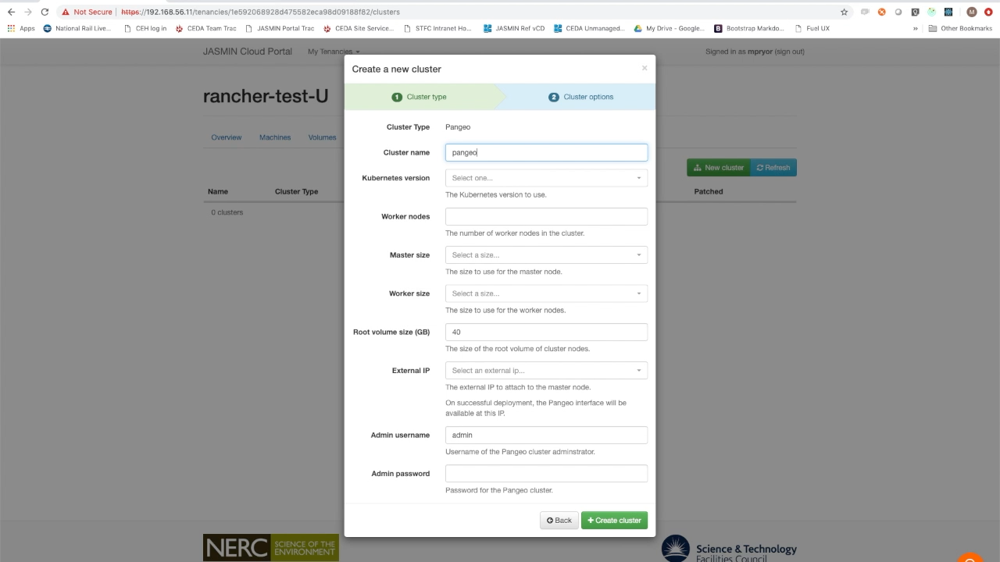 Not Secure | https://192.168.56.11/tenancies/1e592068928d475582eca98d09188f82/clusters
M
Apps National Rail Live... CEH log in CEDA Team Trac JASMIN Portal Trac CEDA Site Service... STFC Intranet Ho... JASMIN Ref vCD CEDA Unmanaged... My Drive - Google... Bootstrap Markdo... Fuel UX » Other Bookmarks
JASMIN Cloud Portal My Tenancies Signed in as mpryor (sign out)
rancher-test-U
Overview Machines Volumes
New cluster Refresh
Name Cluster Type Patched
0 clusters
Create a new cluster ×
1 Cluster type 2 Cluster options
Cluster Type Pangeo
Cluster name pangeo
Kubernetes version Select one...
The Kubernetes version to use.
Worker nodes
The number of worker nodes in the cluster.
Master size Select a size...
The size to use for the master node.
Worker size Select a size...
The size to use for the worker nodes.
Root volume size (GB) 40
The size of the root volume of cluster nodes.
External IP Select an external ip...
The external IP to attach to the master node.
On successful deployment, the Pangeo interface will be
available at this IP.
Admin username admin
Username of the Pangeo cluster adminstrator.
Admin password
Password for the Pangeo cluster.
Back + Create cluster
NERC SCIENCE OF THE
ENVIRONMENT
Science & Technology
Facilities Council